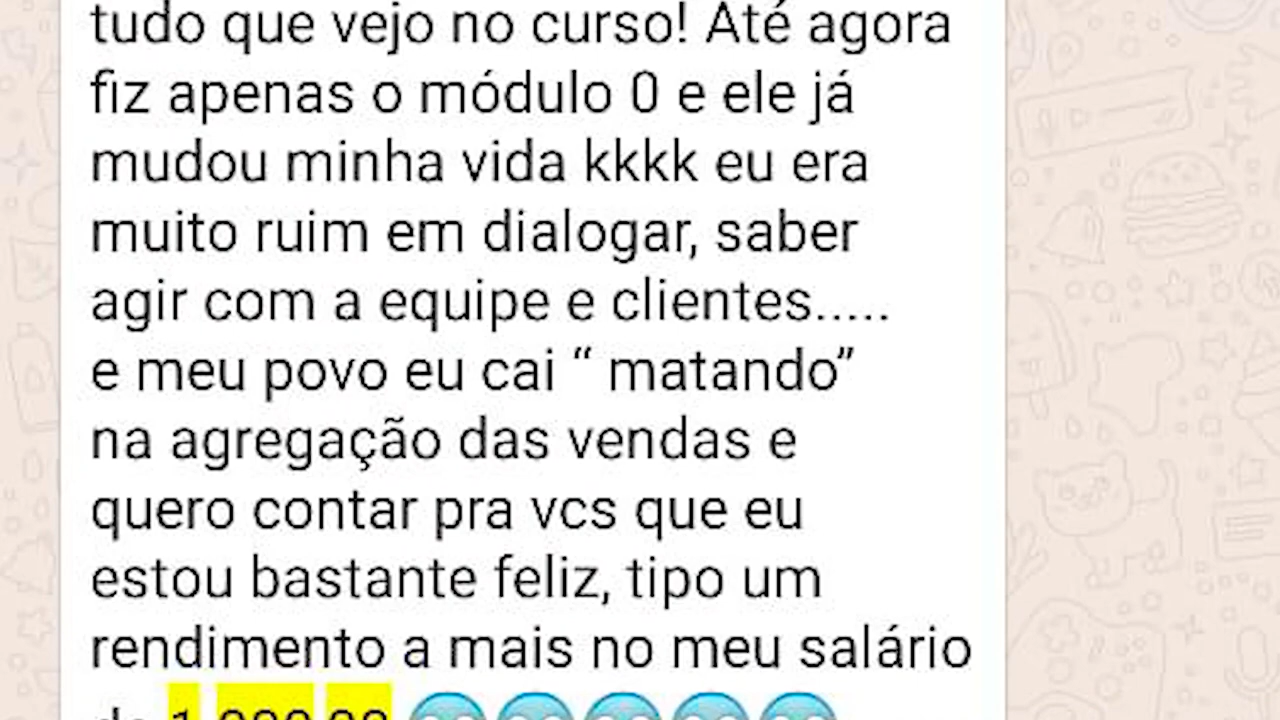 tudo que vejo no curso! Até agora
fiz apenas o módulo 0 e ele já
mudou minha vida kkkk eu era
muito ruim em dialogar, saber
agir com a equipe e clientes.....
e meu povo eu cai “ matando”
na agregação das vendas e
quero contar pra vcs que eu
estou bastante feliz, tipo um
rendimento a mais no meu salário
de